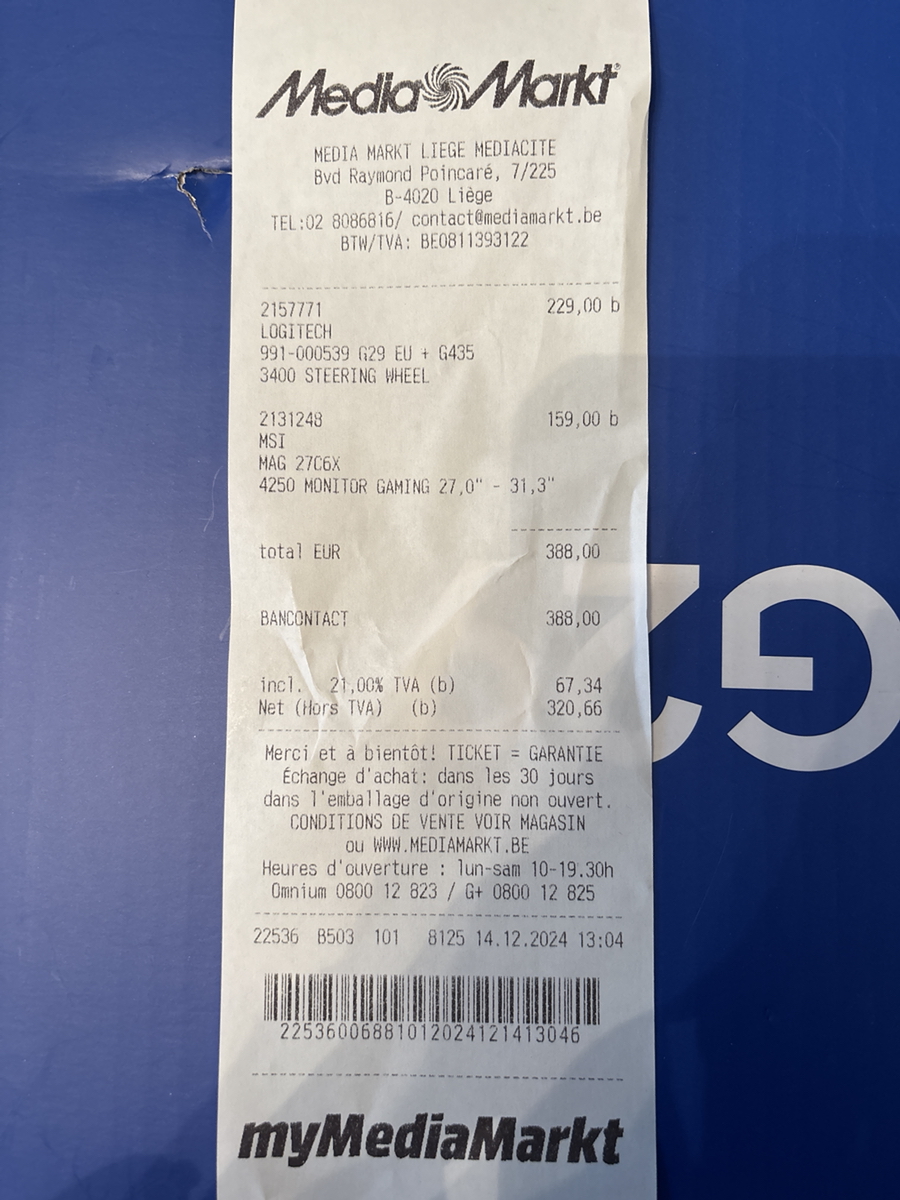 Media Markt
MEDIA MARKT LIEGE MEDIACITE
Bvd Raymond Poincaré, 7/225
B-4020 Liège
TEL:02 8086816/ contact@mediamarkt.be
BTW/TVA: BE0811393122
2157771 229,00 b
LOGITECH
991-000539 G29 EU + G435
3400 STEERING WHEEL
2131248 159,00 b
MSI
MAG 27C6X
4250 MONITOR GAMING 27,0" - 31,3"
total EUR 388,00
BANCONTACT 388,00
incl. 21,00% TVA (b) 67,34
Net (Hors TVA) (b) 320,66
Merci et à bientôt! TICKET = GARANTIE
Échange d'achat: dans les 30 jours
dans l'emballage d'origine non ouvert.
CONDITIONS DE VENTE VOIR MAGASIN
ou WWW.MEDIAMARKT.BE
Heures d'ouverture : lun-sam 10-19.30h
Omnium 0800 12 823 / G+ 0800 12 825
22536 B503 101 8125 14.12.2024 13:04
2253600688101202412141304​6
myMediaMarkt